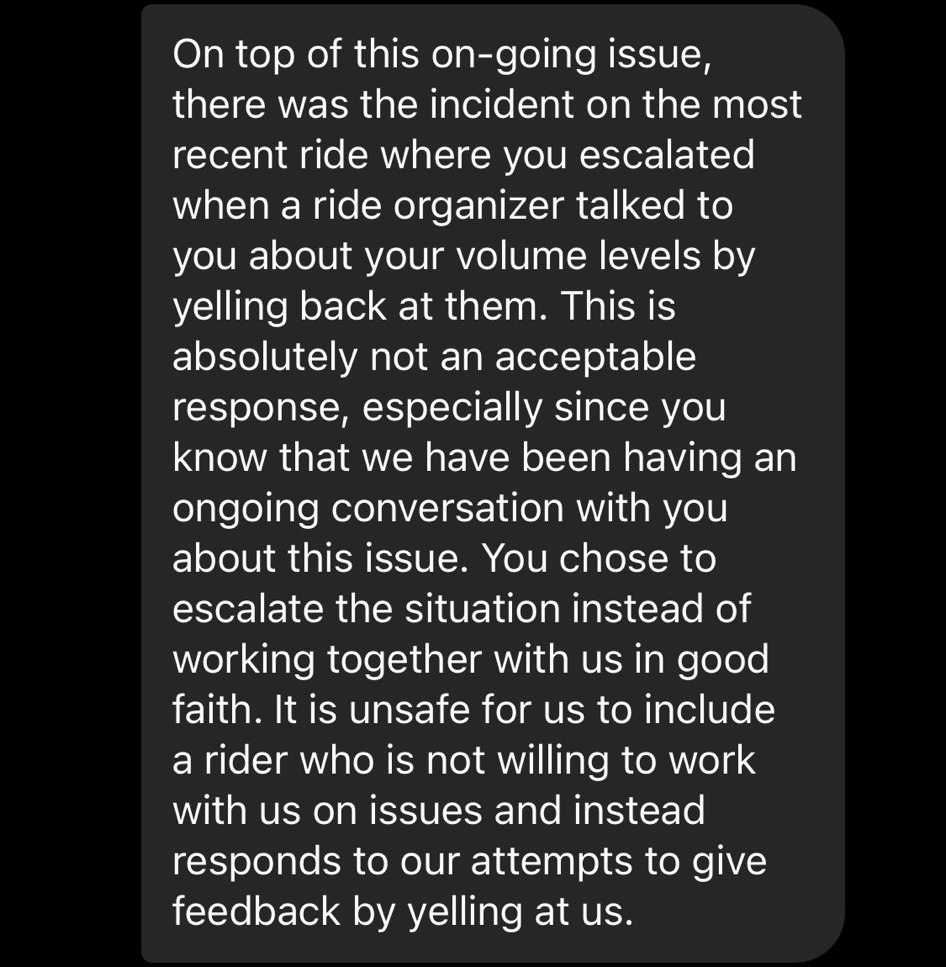 On top of this on-going issue,
there was the incident on the most
recent ride where you escalated
when a ride organizer talked to
you about your volume levels by
yelling back at them. This is
absolutely not an acceptable
response, especially since you
know that we have been having an
ongoing conversation with you
about this issue. You chose to
escalate the situation instead of
working together with us in good
faith. It is unsafe for us to include
a rider who is not willing to work
with us on issues and instead
responds to our attempts to give
feedback by yelling at us.